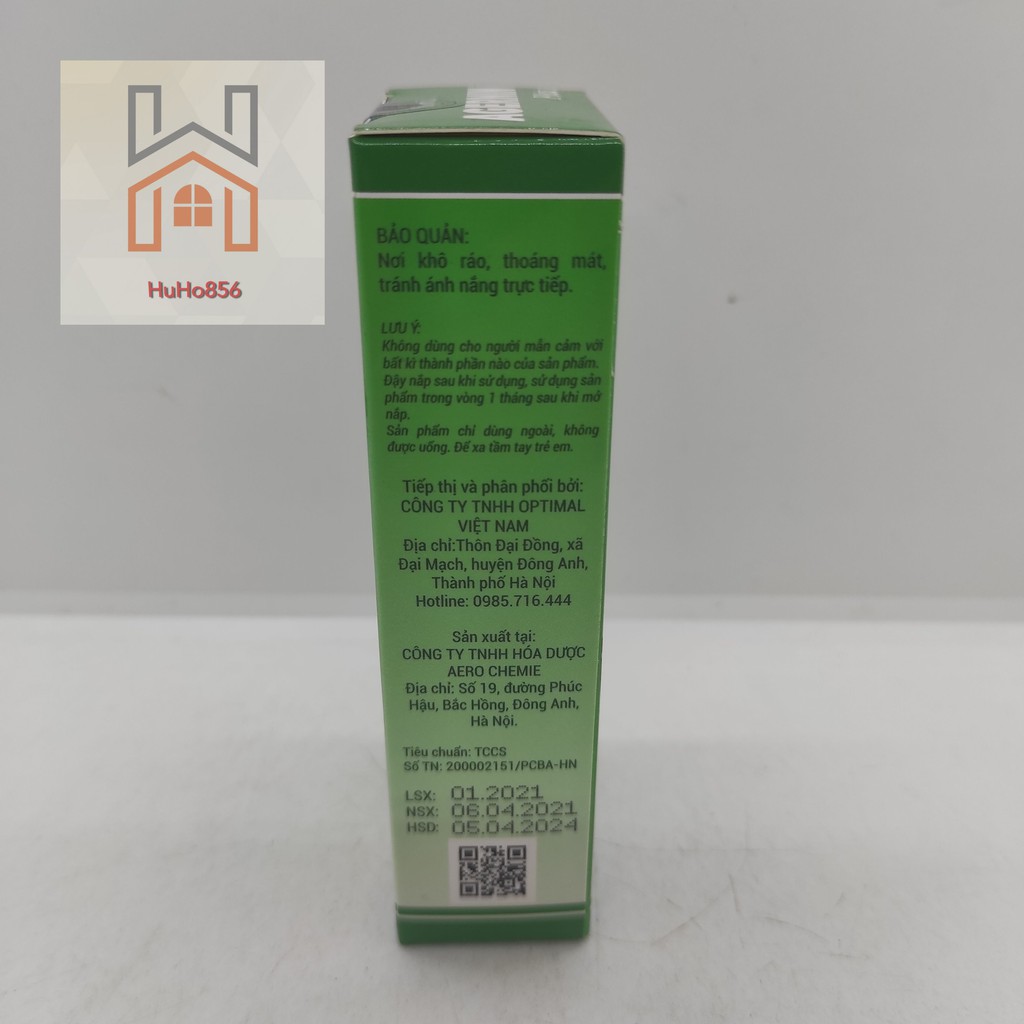 HuHo856
BẢO QUẢN:
Nơi khô ráo, thoáng mát,
tránh ánh nắng trực tiếp.
LƯU Ý:
Không dùng cho người mẫn cảm với
bất kì thành phần nào của sản phẩm.
Đậy nắp sau khi sử dụng, sử dụng sản
phẩm trong vòng 1 tháng sau khi mở
nắp.
Sản phẩm chỉ dùng ngoài, không
được uống. Để xa tầm tay trẻ em.
Tiếp thị và phân phối bởi:
CÔNG TY TNHH OPTIMAL
VIỆT NAM
Địa chỉ:Thôn Đại Đồng, xã
Đại Mạch, huyện Đông Anh,
Thành phố Hà Nội
Hotline: 0985.716.444
Sản xuất tại:
CÔNG TY TNHH HÓA DƯỢC
AERO CHEMIE
Địa chỉ: Số 19, đường Phúc
Hậu, Bắc Hồng, Đông Anh,
Hà Nội.
Tiêu chuẩn: TCCS
Số TN: 200002151/PCBA-HN
LSX: 01.2021
NSX: 06.04.2021
HSD: 05.04.2024